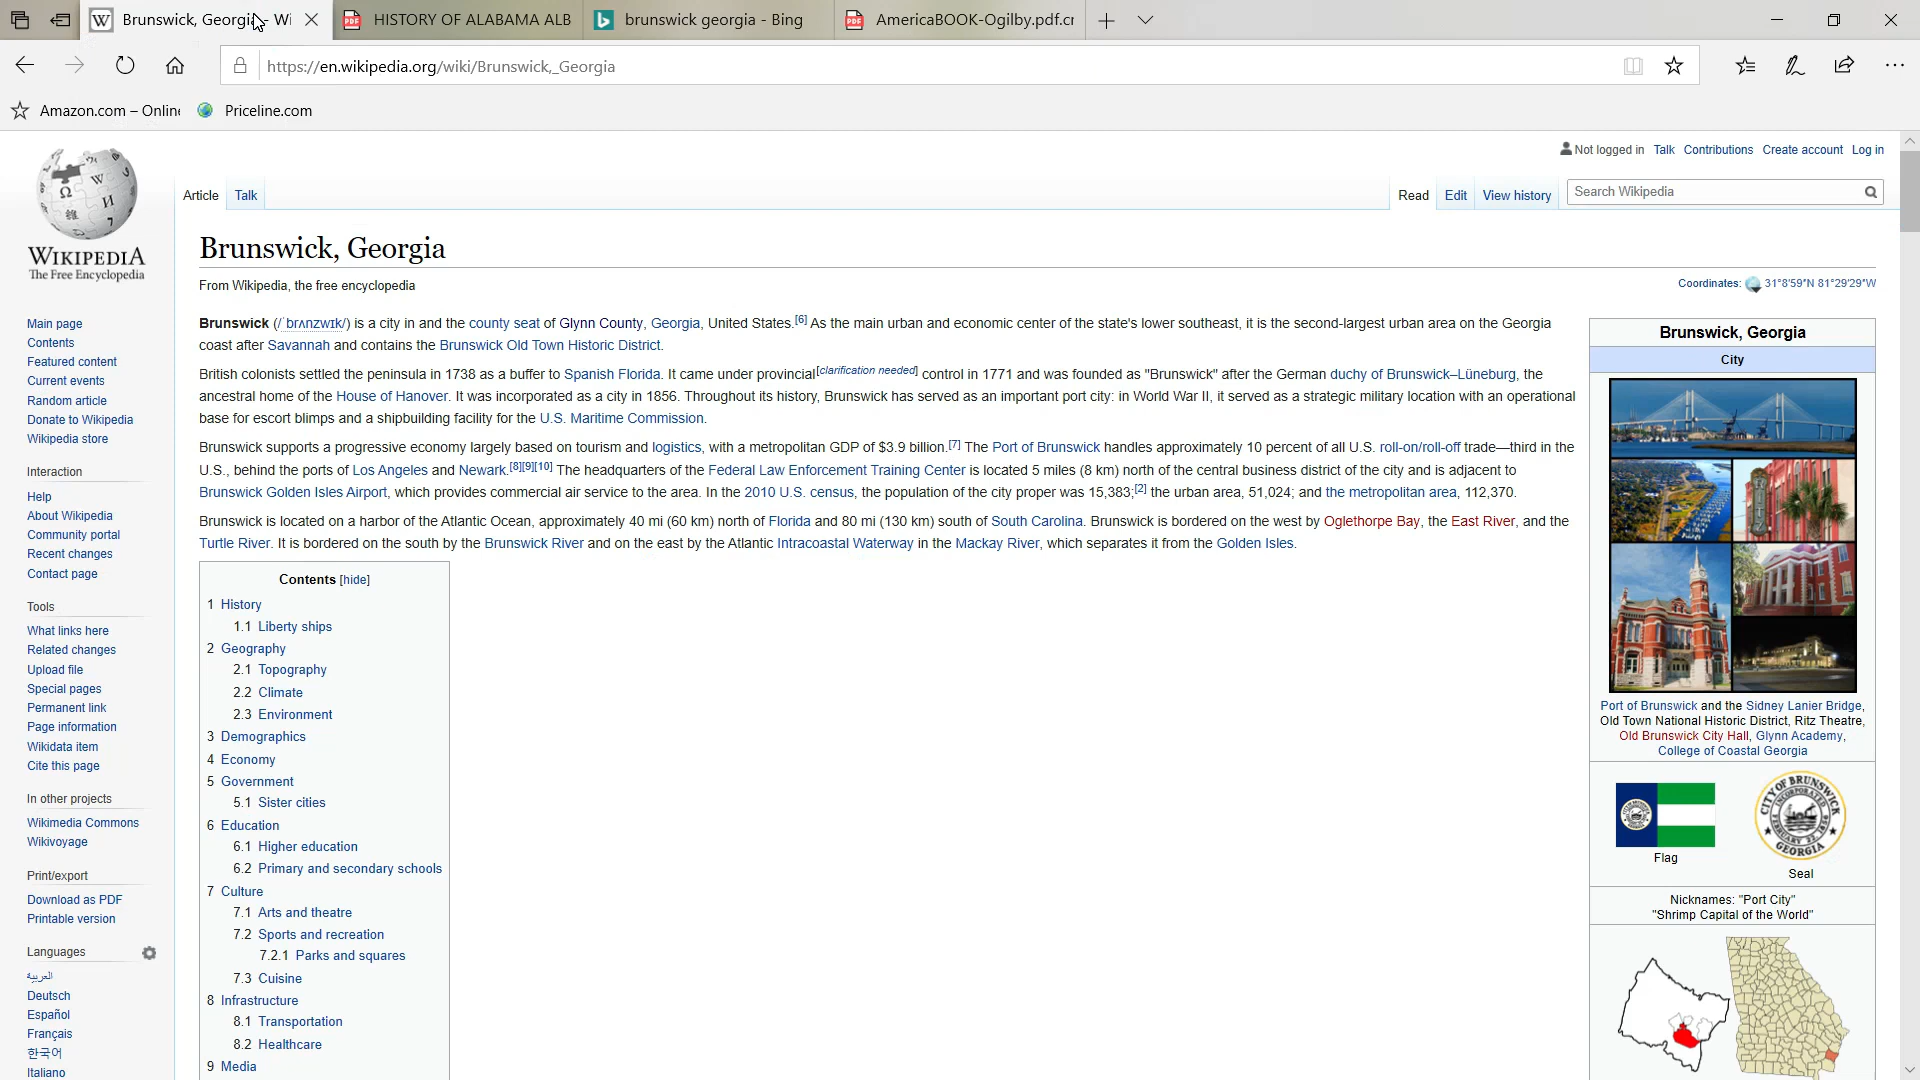 Brunswick, Georgia - Wi
HISTORY OF ALABAMA ALB
brunswick georgia - Bing
AmericaBOOK-Ogilby.pdf.cr
https://en.wikipedia.org/wiki/Brunswick,_Georgia
Amazon.com – Online
Priceline.com
Not logged in Talk Contributions Create account Log in
Article Talk
Read Edit View history Search Wikipedia
WIKIPEDIA
The Free Encyclopedia
Main page
Contents
Featured content
Current events
Random article
Donate to Wikipedia
Wikipedia store
Interaction
Help
About Wikipedia
Community portal
Recent changes
Contact page
Tools
What links here
Related changes
Upload file
Special pages
Permanent link
Page information
Wikidata item
Cite this page
In other projects
Wikimedia Commons
Wikivoyage
Print/export
Download as PDF
Printable version
Languages
العربية
Deutsch
Español
Français
한국어
Italiano
Brunswick, Georgia
From Wikipedia, the free encyclopedia
Coordinates: 31°8′59″N 81°29′29″W
Brunswick (/ˈbrʌnzwɪk/) is a city in and the county seat of Glynn County, Georgia, United States.[6] As the main urban and economic center of the state's lower southeast, it is the second-largest urban area on the Georgia
coast after Savannah and contains the Brunswick Old Town Historic District.
British colonists settled the peninsula in 1738 as a buffer to Spanish Florida. It came under provincial[clarification needed] control in 1771 and was founded as "Brunswick" after the German duchy of Brunswick–Lüneburg, the
ancestral home of the House of Hanover. It was incorporated as a city in 1856. Throughout its history, Brunswick has served as an important port city: in World War II, it served as a strategic military location with an operational
base for escort blimps and a shipbuilding facility for the U.S. Maritime Commission.
Brunswick supports a progressive economy largely based on tourism and logistics, with a metropolitan GDP of $3.9 billion.[7] The Port of Brunswick handles approximately 10 percent of all U.S. roll-on/roll-off trade—third in the
U.S., behind the ports of Los Angeles and Newark.[8][9][10] The headquarters of the Federal Law Enforcement Training Center is located 5 miles (8 km) north of the central business district of the city and is adjacent to
Brunswick Golden Isles Airport, which provides commercial air service to the area. In the 2010 U.S. census, the population of the city proper was 15,383;[2] the urban area, 51,024; and the metropolitan area, 112,370.
Brunswick is located on a harbor of the Atlantic Ocean, approximately 40 mi (60 km) north of Florida and 80 mi (130 km) south of South Carolina. Brunswick is bordered on the west by Oglethorpe Bay, the East River, and the
Turtle River. It is bordered on the south by the Brunswick River and on the east by the Atlantic Intracoastal Waterway in the Mackay River, which separates it from the Golden Isles.
Contents [hide]
1 History
1.1 Liberty ships
2 Geography
2.1 Topography
2.2 Climate
2.3 Environment
3 Demographics
4 Economy
5 Government
5.1 Sister cities
6 Education
6.1 Higher education
6.2 Primary and secondary schools
7 Culture
7.1 Arts and theatre
7.2 Sports and recreation
7.2.1 Parks and squares
7.3 Cuisine
8 Infrastructure
8.1 Transportation
8.2 Healthcare
9 Media
Brunswick, Georgia
City
RITZ
Port of Brunswick and the Sidney Lanier Bridge,
Old Town National Historic District, Ritz Theatre,
Old Brunswick City Hall, Glynn Academy,
College of Coastal Georgia
CITY OF BRUNSWICK
INCORPORATED
FEBRUARY 22, 1856
GEORGIA
Flag
Seal
Nicknames: "Port City"
"Shrimp Capital of the World"